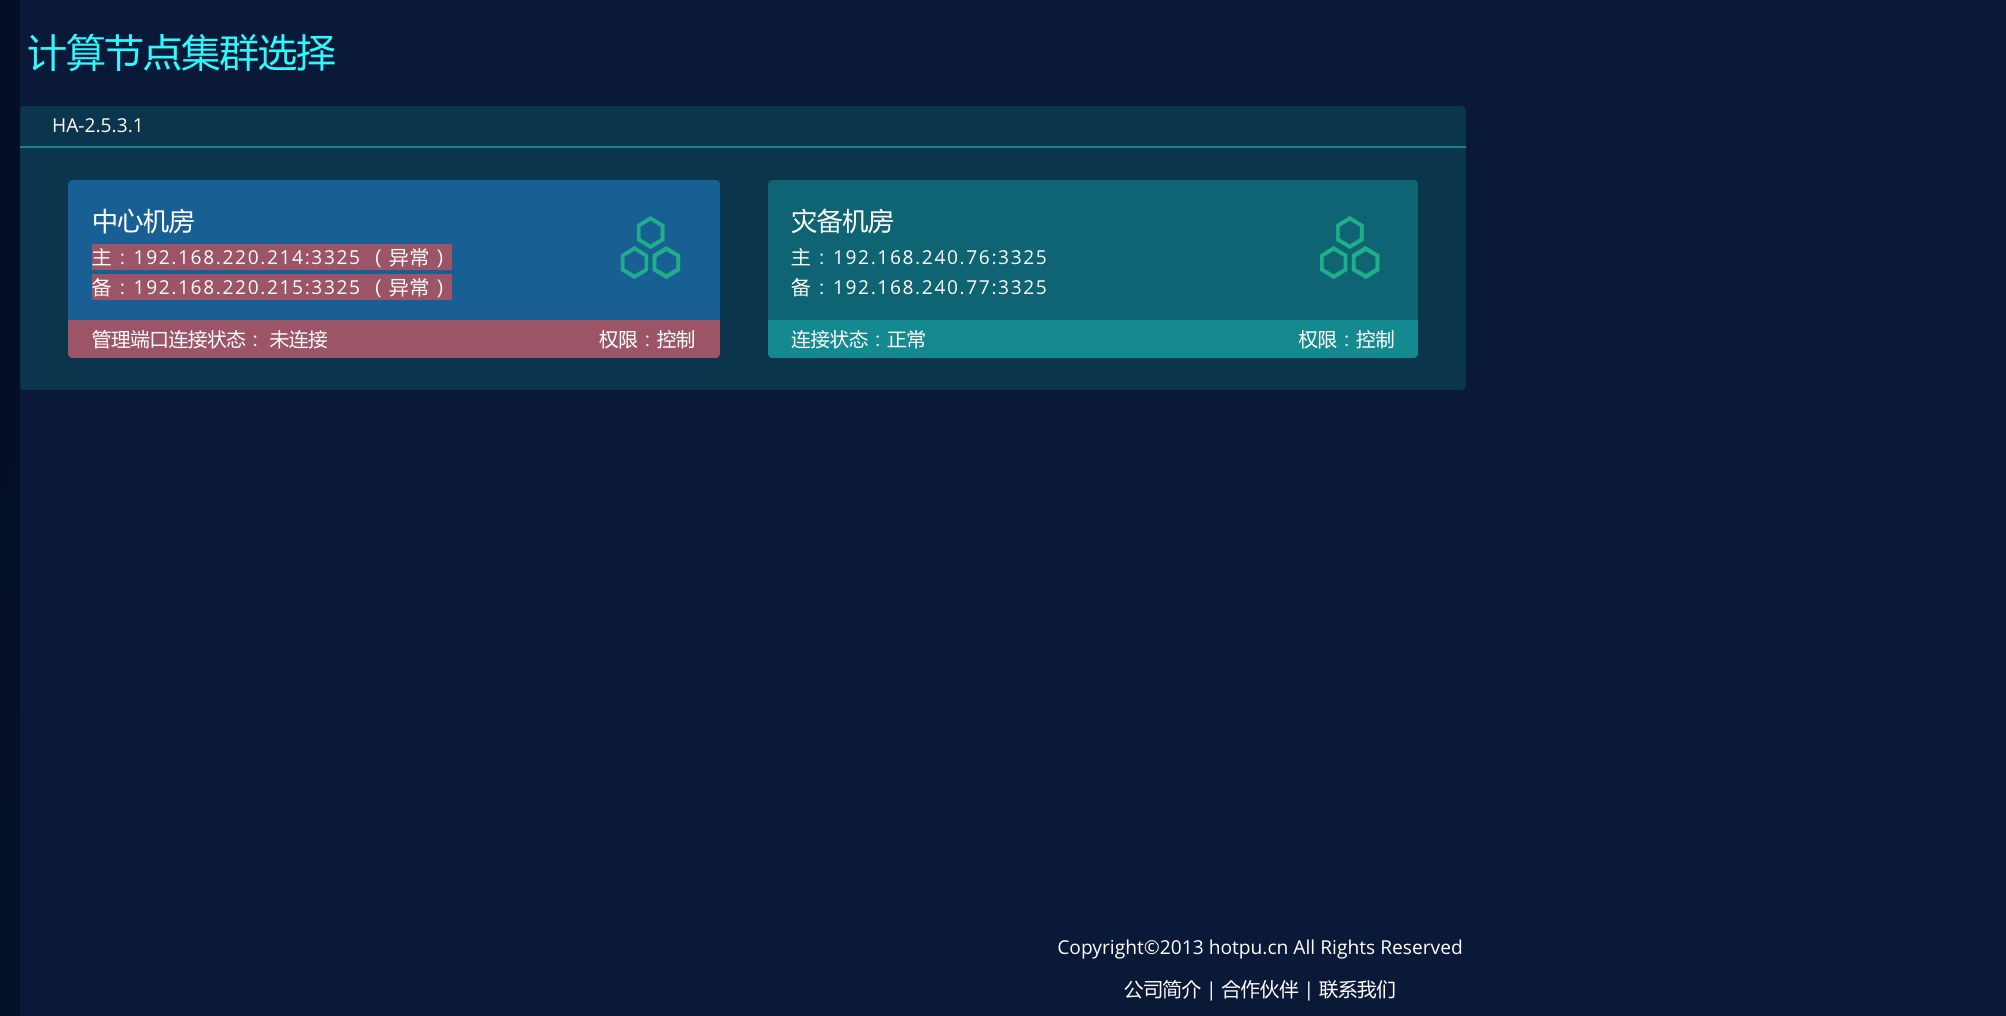 计算节点集群选择
HA-2.5.3.1
中心机房
主：192.168.220.214:3325 （异常）
备：192.168.220.215:3325 （异常）
管理端口连接状态： 未连接 权限：控制
灾备机房
主：192.168.240.76:3325
备：192.168.240.77:3325
连接状态：正常 权限：控制
Copyright©2013 hotpu.cn All Rights Reserved
公司简介 | 合作伙伴 | 联系我们